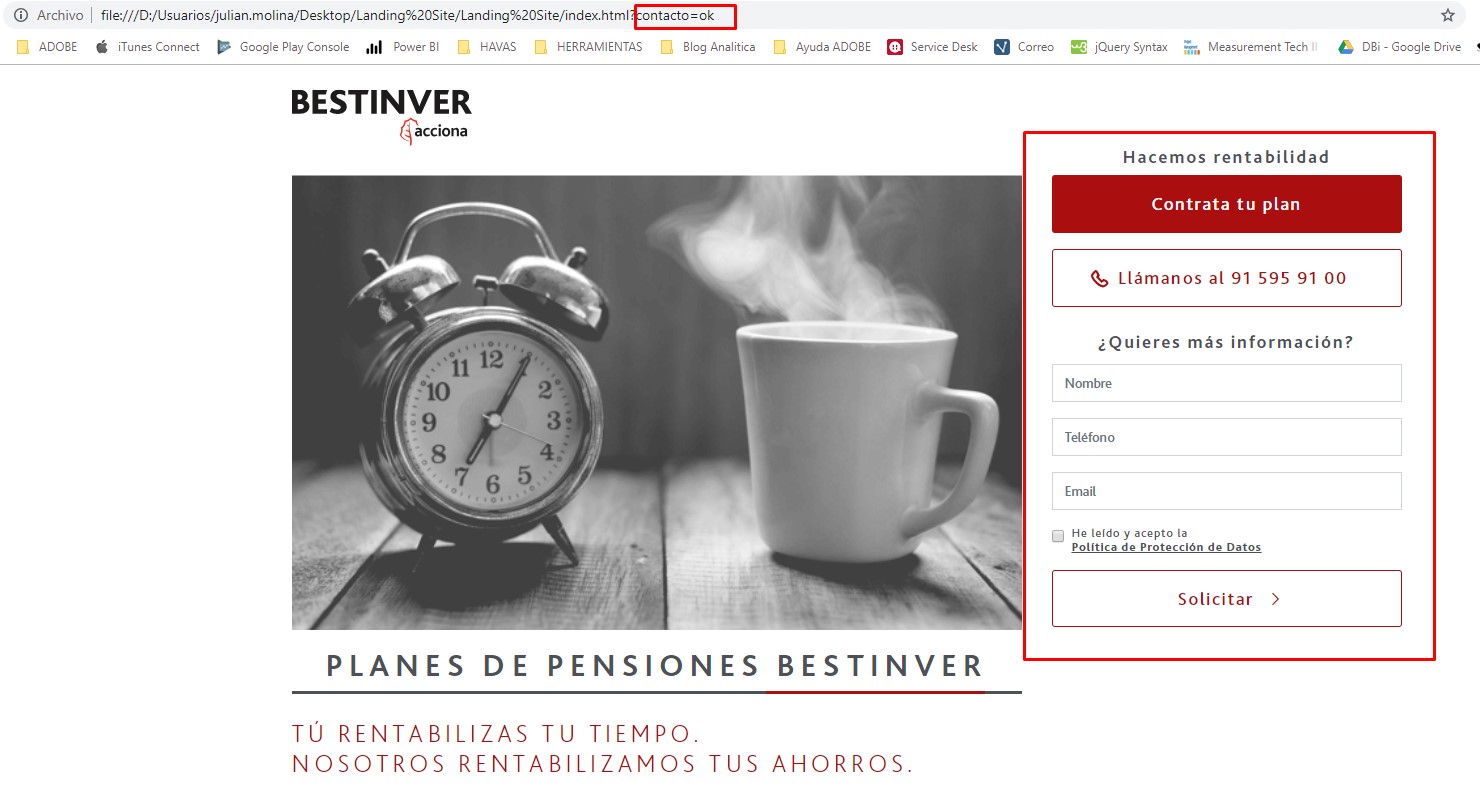 Archivo file:///D:/Usuarios/julian.molina/Desktop/Landing%20Site/Landing%20Site/index.html?contacto=ok
ADOBE iTunes Connect Google Play Console Power BI HAVAS HERRAMIENTAS Blog Analitica Ayuda ADOBE Service Desk Correo jQuery Syntax Measurement Tech DBi - Google Drive
BESTINVER
acciona
12
11
1
10
2
9
3
8
4
7
6
5
PLANES DE PENSIONES BESTINVER
TÚ RENTABILIZAS TU TIEMPO.
NOSOTROS RENTABILIZAMOS TUS AHORROS.
Hacemos rentabilidad
Contrata tu plan
Llámanos al 91 595 91 00
¿Quieres más información?
Nombre
Teléfono
Email
He leído y acepto la
Política de Protección de Datos
Solicitar